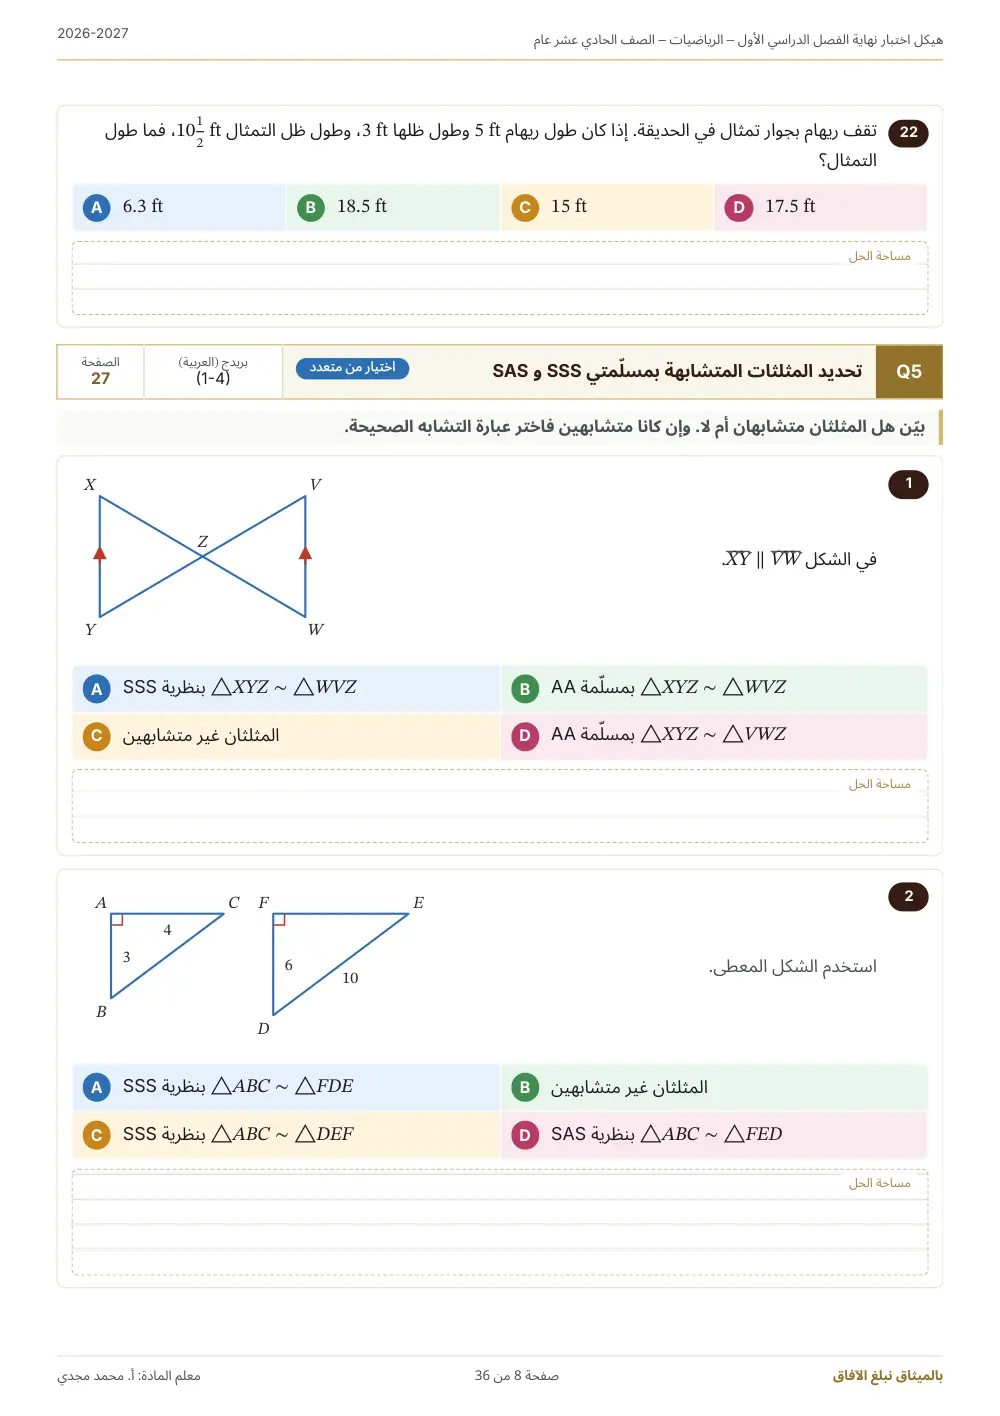 هيكل اختبار نهاية الفصل الدراسي الأول – الرياضيات – الصف الحادي عشر عام
2026-2027
22
تقف ريهام بجوار تمثال في الحديقة. إذا كان طول ريهام 5 ft وطول ظلها 3 ft، وطول ظل التمثال 10 1/2 ft، فما طول
التمثال؟
A 6.3 ft B 18.5 ft C 15 ft D 17.5 ft
مساحة الحل
Q5 تحديد المثلثات المتشابهة بمسلّمتي SSS و SAS اختيار من متعدد
بريدج (العربية)
(1-4)
الصفحة
27
بيّن هل المثلثان متشابهان أم لا. وإن كانا متشابهين فاختر عبارة التشابه الصحيحة.
1
X V
Z
Y W
في الشكل XY ∥ VW.
A △XYZ ~ △WVZ بنظرية SSS
B △XYZ ~ △WVZ بمسلّمة AA
C المثلثان غير متشابهين
D △XYZ ~ △VWZ بمسلّمة AA
مساحة الحل
2
A C F E
4
3 6 10
B D
استخدم الشكل المعطى.
A △ABC ~ △FDE بنظرية SSS
B المثلثان غير متشابهين
C △ABC ~ △DEF بنظرية SSS
D △ABC ~ △FED بنظرية SAS
مساحة الحل
بالميثاق نبلغ الآفاق
صفحة 8 من 36
معلم المادة: أ. محمد مجدي